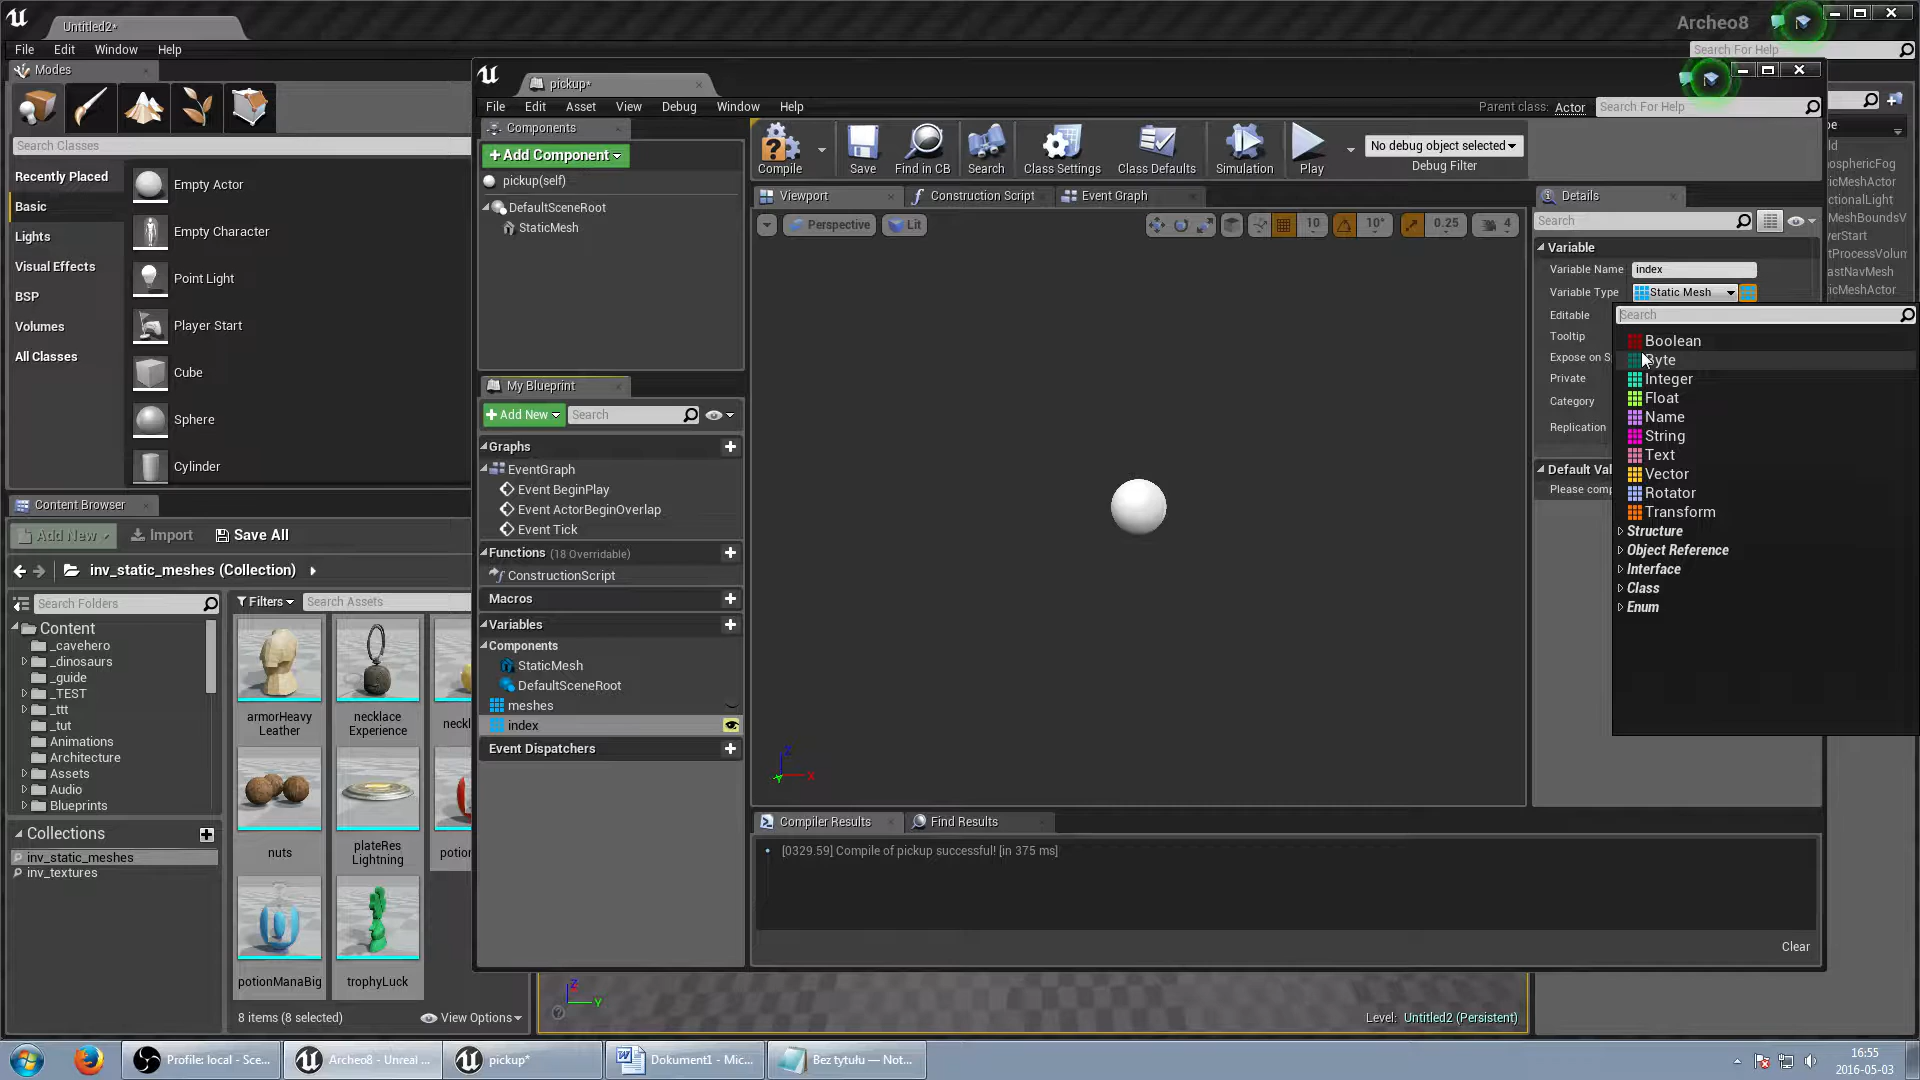 Untitled2*
Archeo8
File Edit Window Help
Search For Help
Modes
Search Classes
Recently Placed
Basic
Lights
Visual Effects
BSP
Volumes
All Classes
Empty Actor
Empty Character
Point Light
Player Start
Cube
Sphere
Cylinder
Content Browser
Add New
Import
Save All
inv_static_meshes (Collection)
Search Folders
Filters
Search Assets
Content
_cavehero
_dinosaurs
_guide
_TEST
_ttt
_tut
Animations
Architecture
Assets
Audio
Blueprints
Collections
inv_static_meshes
inv_textures
armorHeavy
Leather
necklace
Experience
neckl
nuts
plateRes
Lightning
potion
potionManaBig
trophyLuck
8 items (8 selected)
View Options
pickup*
File Edit Asset View Debug Window Help
Parent class: Actor
Search For Help
Components
+Add Component
pickup(self)
DefaultSceneRoot
StaticMesh
My Blueprint
+Add New
Search
Graphs
EventGraph
Event BeginPlay
Event ActorBeginOverlap
Event Tick
Functions (18 Overridable)
ConstructionScript
Macros
Variables
Components
StaticMesh
DefaultSceneRoot
meshes
index
Event Dispatchers
Compile
Save
Find in CB
Search
Class Settings
Class Defaults
Simulation
Play
No debug object selected
Debug Filter
Viewport
Construction Script
Event Graph
Perspective
Lit
10
10°
0.25
4
Z
X
Y
Compiler Results
Find Results
[0329.59] Compile of pickup successful! [in 375 ms]
Clear
Details
Search
Variable
Variable Name index
Variable Type Static Mesh
Editable
Tooltip
Expose on S
Private
Category
Replication
Default Val
Please comp
Search
Boolean
Byte
Integer
Float
Name
String
Text
Vector
Rotator
Transform
Structure
Object Reference
Interface
Class
Enum
pe
ld
nosphericFog
ticMeshActor
ctionalLight
MeshBoundsV
yerStart
tProcessVolum
astNavMesh
ticMeshActor
Z
Y
Level: Untitled2 (Persistent)
Profile: local - Sce...
Archeo8 - Unreal ...
pickup*
Dokument1 - Mic...
Bez tytułu — Not...
16:55
2016-05-03